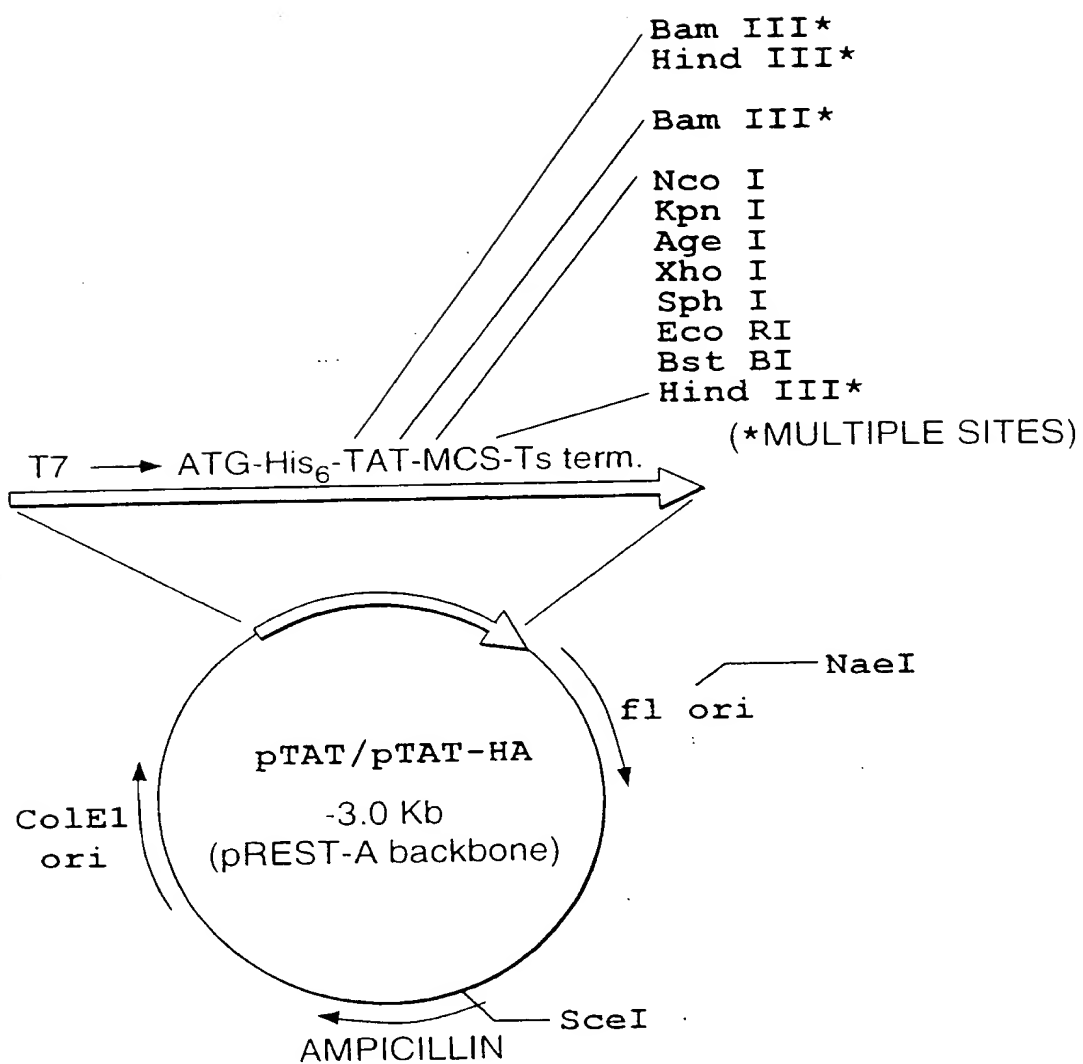 Bam III*
Hind III*
Bam III*
Nco I
Kpn I
Age I
Xho I
Sph I
Eco RI
Bst BI
Hind III*
(*MULTIPLE SITES)
T7 → ATG-His₆-TAT-MCS-Ts term.
NaeI
fl ori
pTAT/pTAT-HA
-3.0 Kb
(pREST-A backbone)
ColE1
ori
SceI
AMPICILLIN